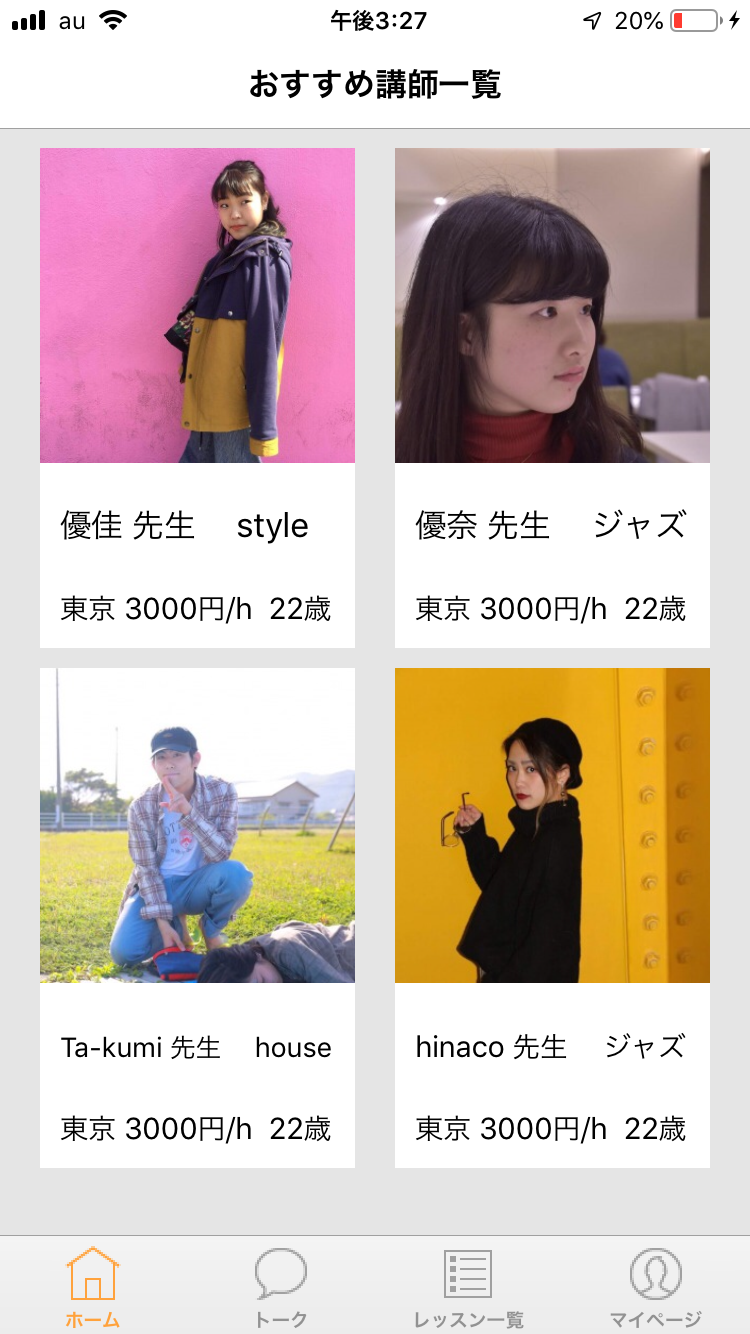 au 午後3:27 20%
おすすめ講師一覧
優佳 先生 style
東京 3000円/h 22歳
優奈 先生 ジャズ
東京 3000円/h 22歳
Ta-kumi 先生 house
東京 3000円/h 22歳
hinaco 先生 ジャズ
東京 3000円/h 22歳
ホーム トーク レッスン一覧 マイページ